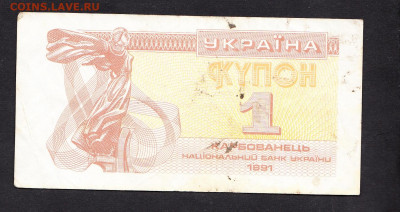 COINS.LAVE.RU
УКРАЇНА
КУПОН
1
КАРБОВАНЕЦЬ
НАЦІОНАЛЬНИЙ БАНК УКРАЇНИ
1991